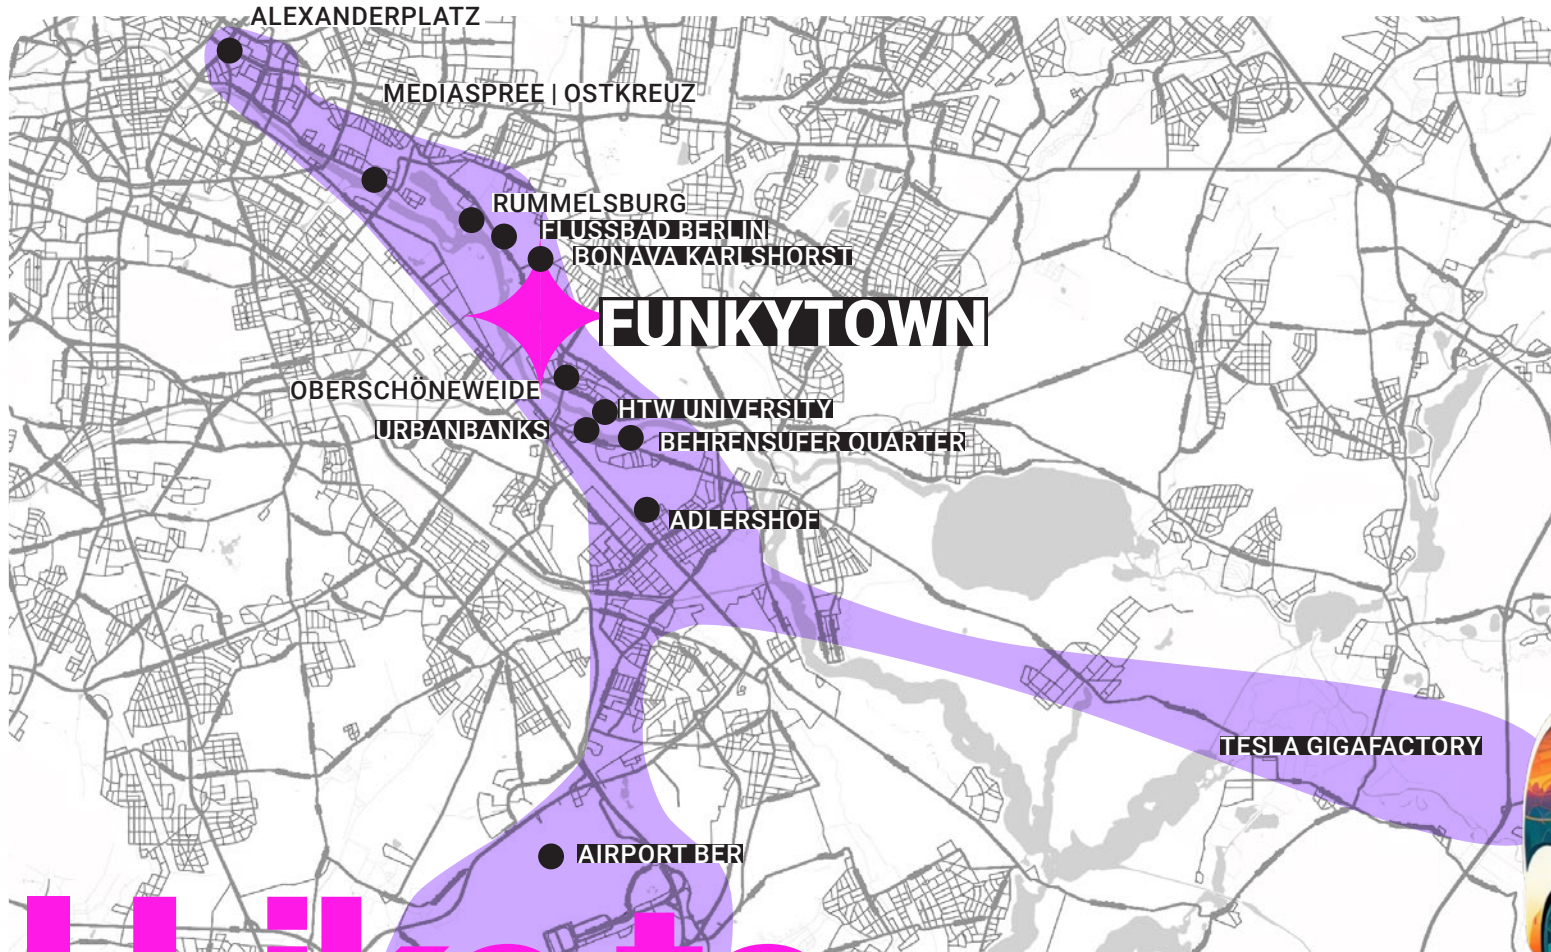 ALEXANDERPLATZ
MEDIASPREE | OSTKREUZ
RUMMELSBURG
FLUSSBAD BERLIN
BONAVA KARLSHORST
FUNKYTOWN
OBERSCHÖNEWEIDE
HTW UNIVERSITY
URBANBANKS
BEHRENSUFER QUARTER
ADLERSHOF
TESLA GIGAFACTORY
AIRPORT BER